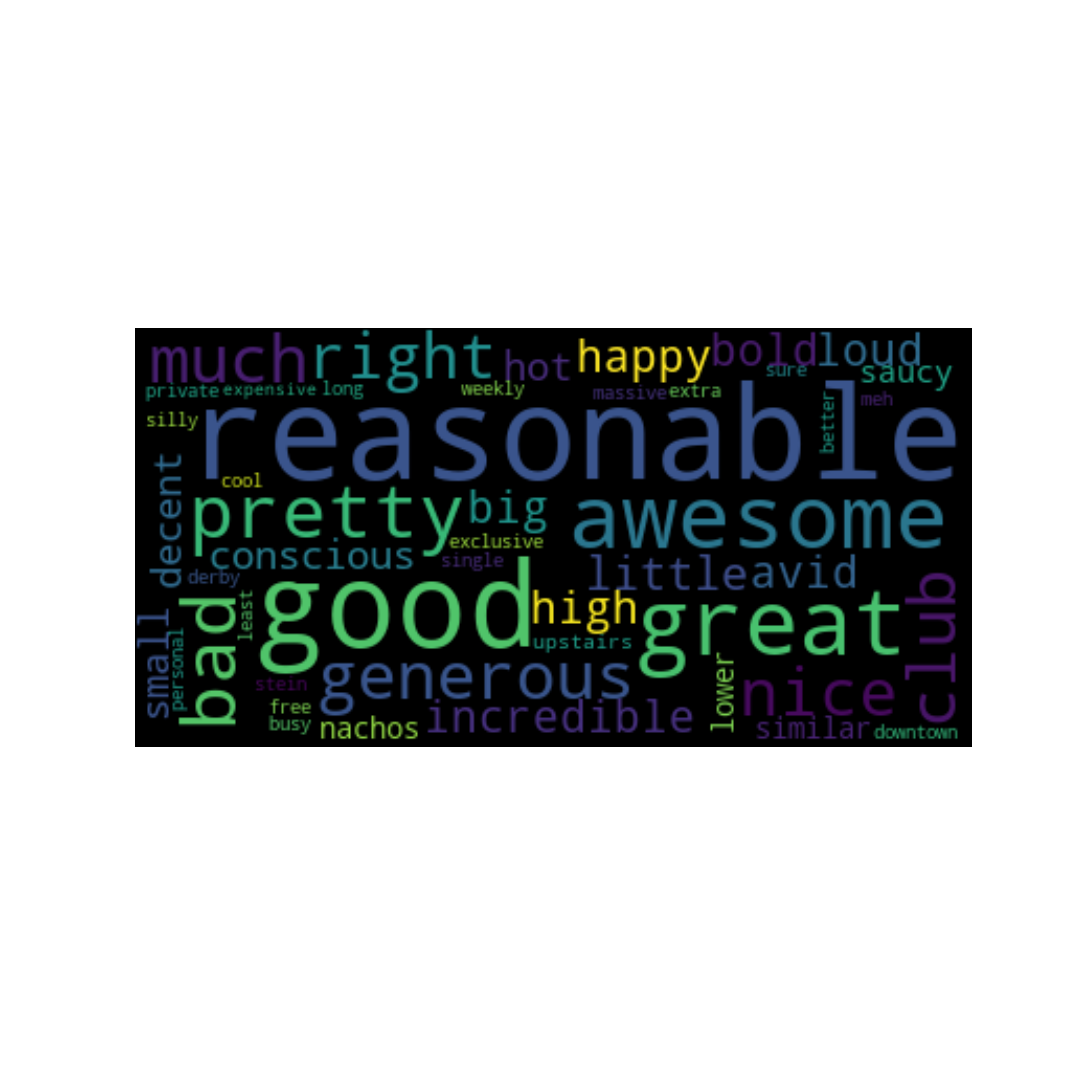 much right hot happy bold loud
private expensive long weekly massive extra sure saucy
silly reasonable better meh
cool
decent pretty big awesome
conscious exclusive
derby single little avid
small personal bad least good high great club
upstairs
stein generous lower nice
free incredible
busy nachos similar downtown